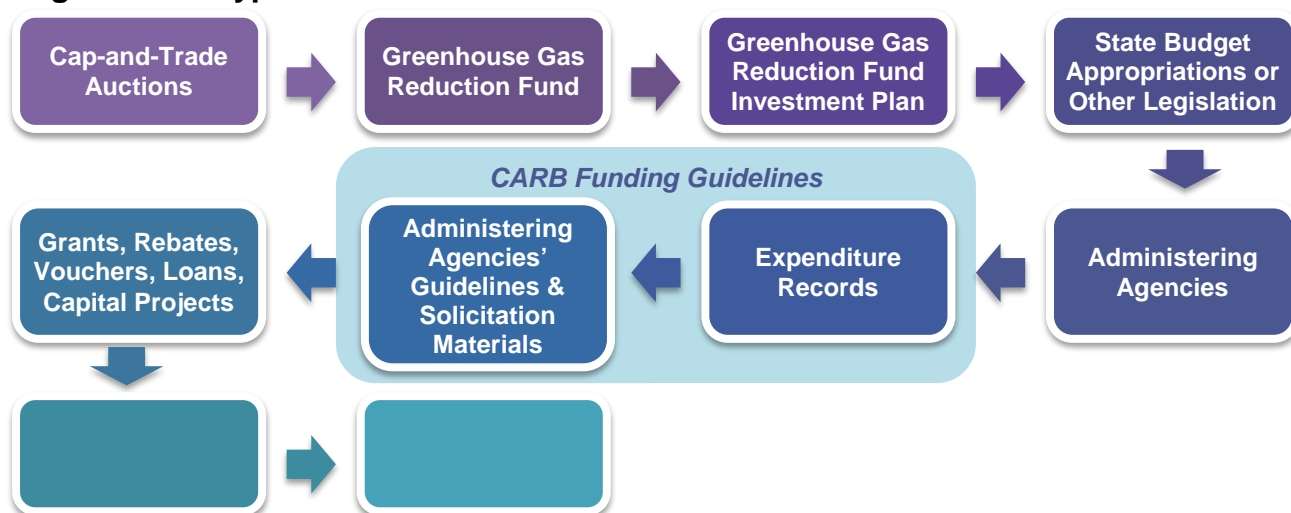 Cap-and-Trade
Auctions
Greenhouse Gas
Reduction Fund
Greenhouse Gas
Reduction Fund
Investment Plan
State Budget
Appropriations or
Other Legislation
CARB Funding Guidelines
Grants, Rebates,
Vouchers, Loans,
Capital Projects
Administering
Agencies’
Guidelines &
Solicitation
Materials
Expenditure
Records
Administering
Agencies